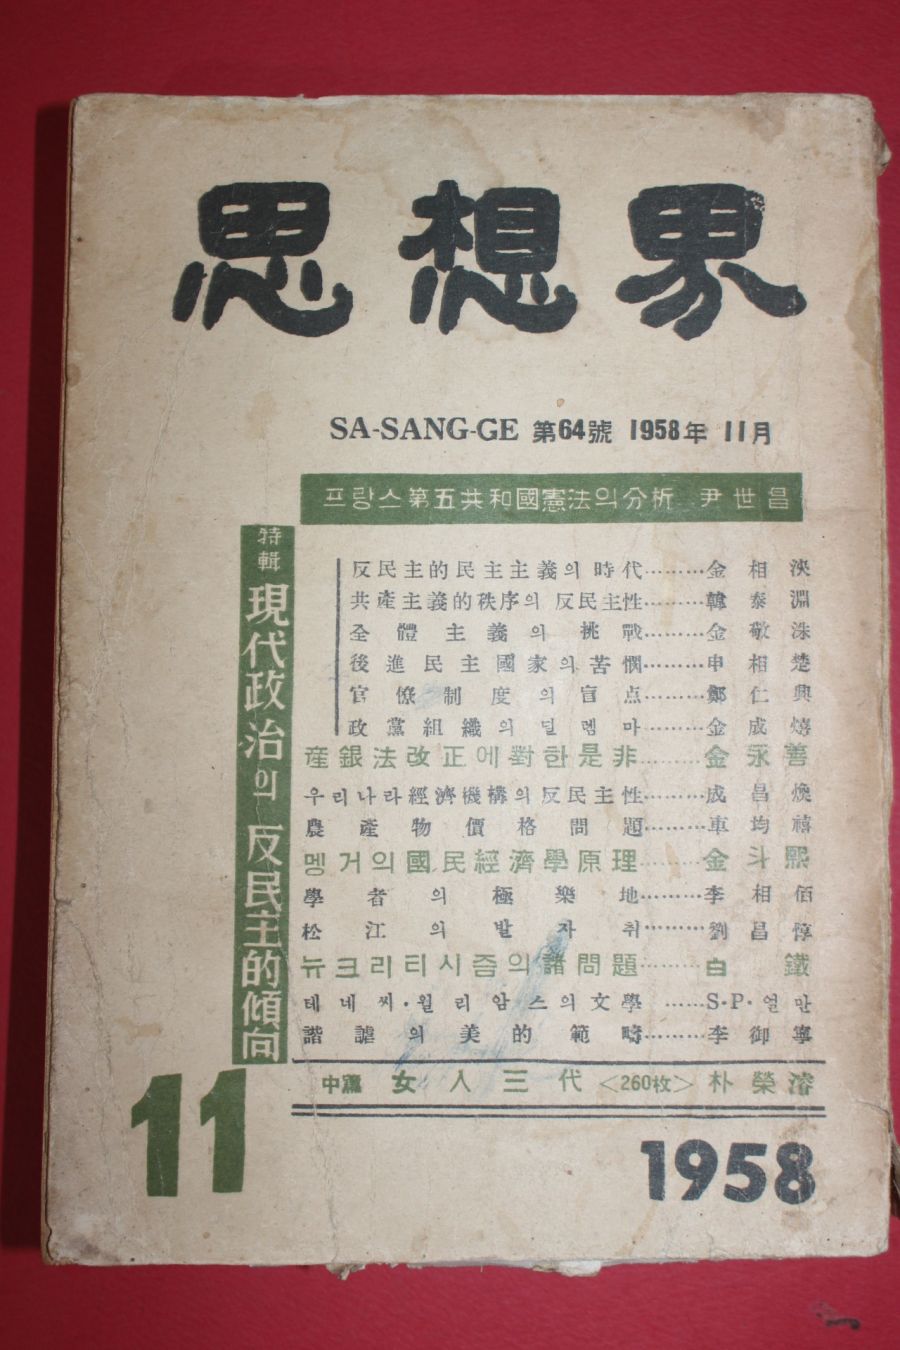 思想界
SA-SANG-GE 第64號 1958年 11月
프랑스第五共和國憲法의分析 尹世昌
特輯 現代政治의 反民主的傾向
反民主的民主主義의時代………金相浹
共產主義的秩序의反民主性………韓泰淵
全體主義의挑戰………金敬洙
後進民主國家의苦憫………申相楚
官僚制度의盲点………鄭仁興
政黨組織의딜렘마………金成熺
産銀法改正에對한是非………金永善
우리나라經濟機構의反民主性………成昌煥
農產物價格問題………車均禧
멩거의國民經濟學原理………金斗熙
學者의極樂地………李相佰
松江의발자취………劉昌惇
뉴크리티시즘의諸問題………白鐵
테네씨·윌리암스의文學……S·P·얼만
諧謔의美的範疇………李御寧
中篇 女人三代 <260枚> 朴榮濬
11
1958